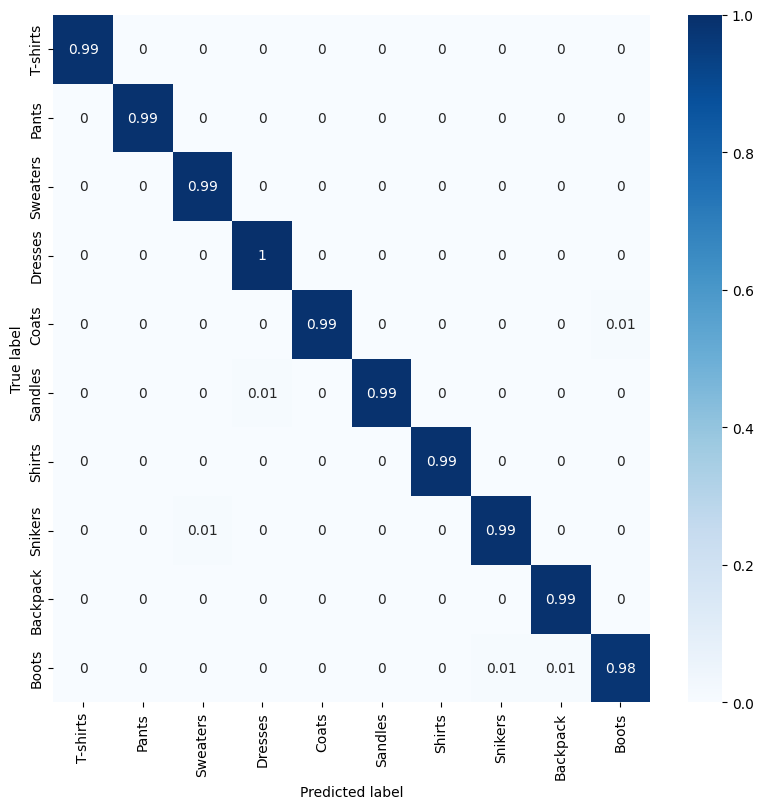 T-shirts 0.99 0 0 0 0 0 0 0 0 0
Pants 0 0.99 0 0 0 0 0 0 0 0
Sweaters 0 0 0.99 0 0 0 0 0 0 0
Dresses 0 0 0 1 0 0 0 0 0 0
Coats 0 0 0 0 0.99 0 0 0 0 0.01
Sandles 0 0 0 0.01 0 0.99 0 0 0 0
Shirts 0 0 0 0 0 0 0.99 0 0 0
Snikers 0 0 0.01 0 0 0 0 0.99 0 0
Backpack 0 0 0 0 0 0 0 0 0.99 0
Boots 0 0 0 0 0 0 0 0.01 0.01 0.98
True label
T-shirts Pants Sweaters Dresses Coats Sandles Shirts Snikers Backpack Boots
Predicted label
1.0
0.8
0.6
0.4
0.2
0.0